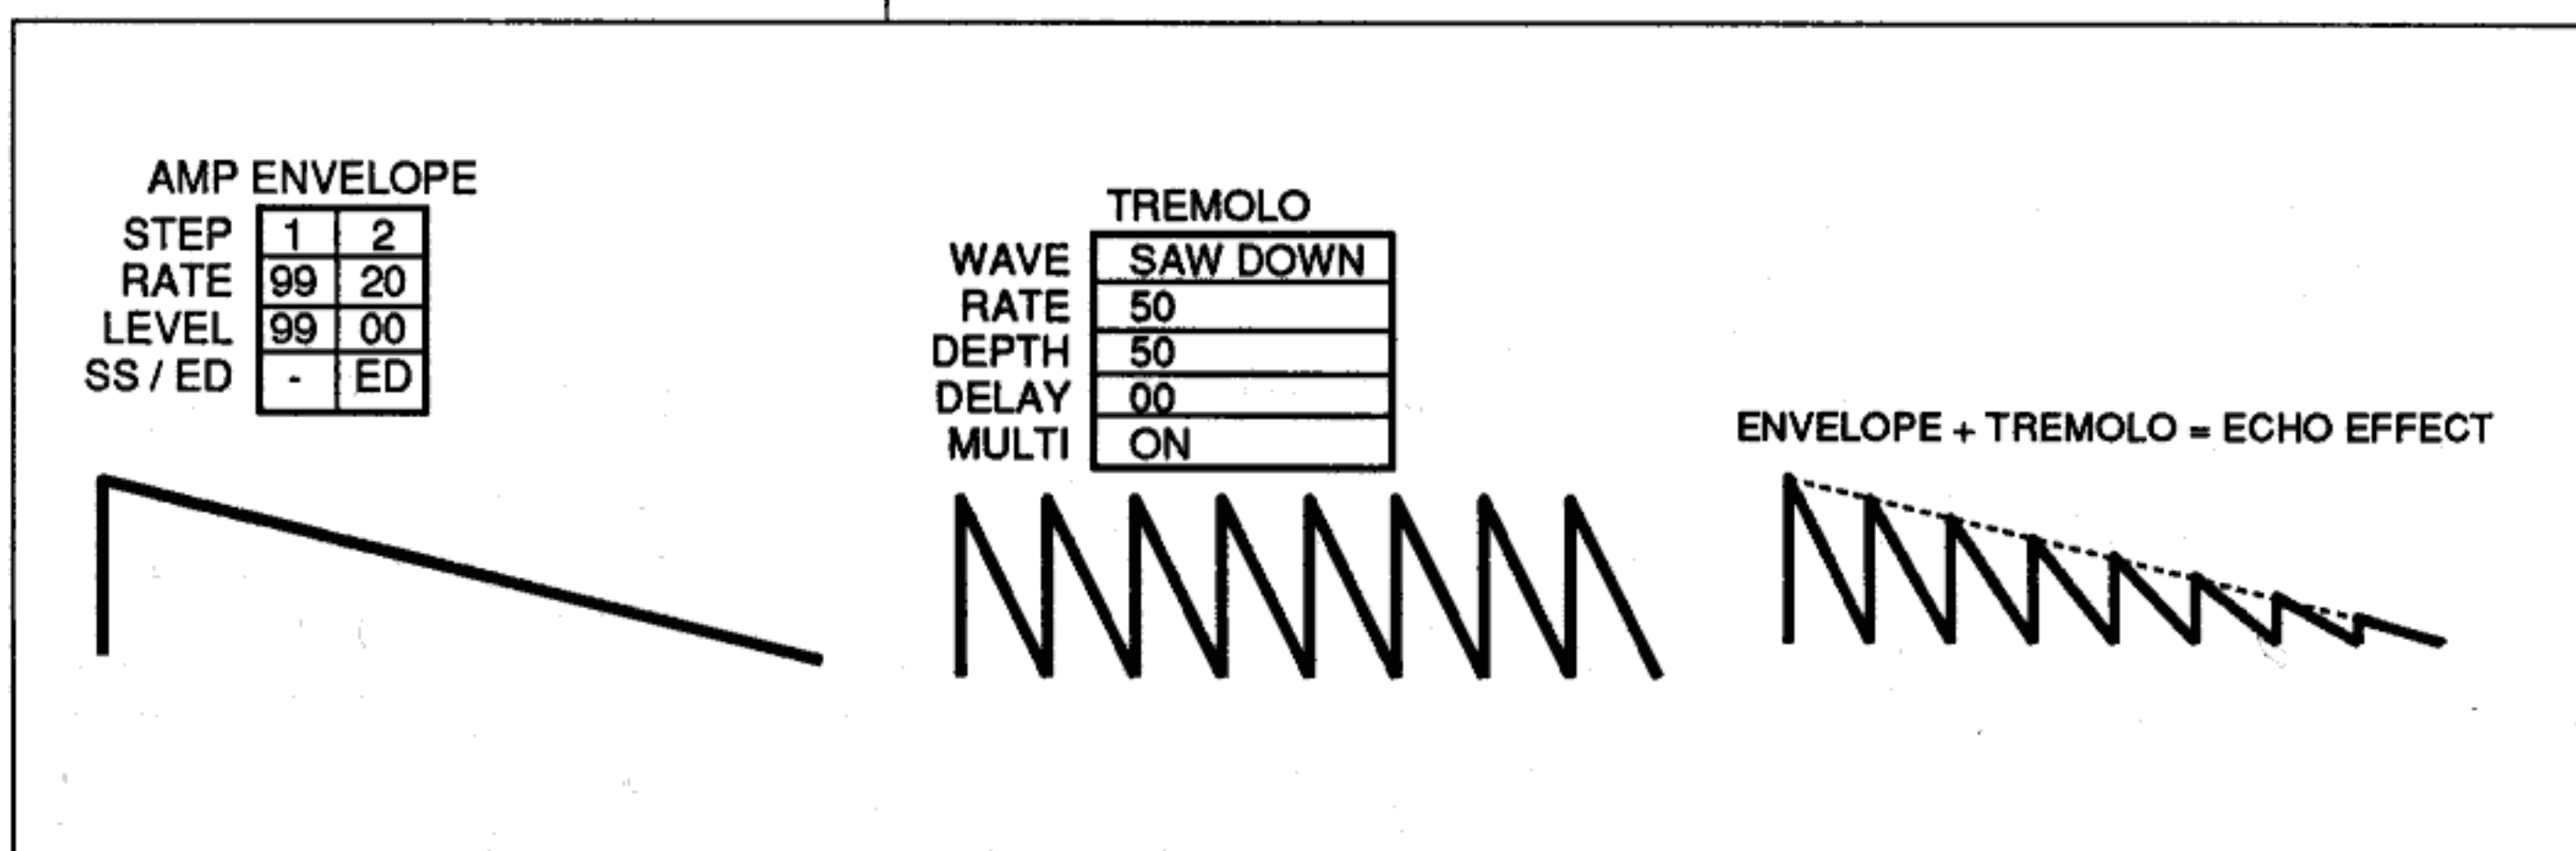 AMP ENVELOPE
STEP 1 2
RATE 99 20
LEVEL 99 00
SS / ED - ED
TREMOLO
WAVE SAW DOWN
RATE 50
DEPTH 50
DELAY 00
MULTI ON
ENVELOPE + TREMOLO = ECHO EFFECT